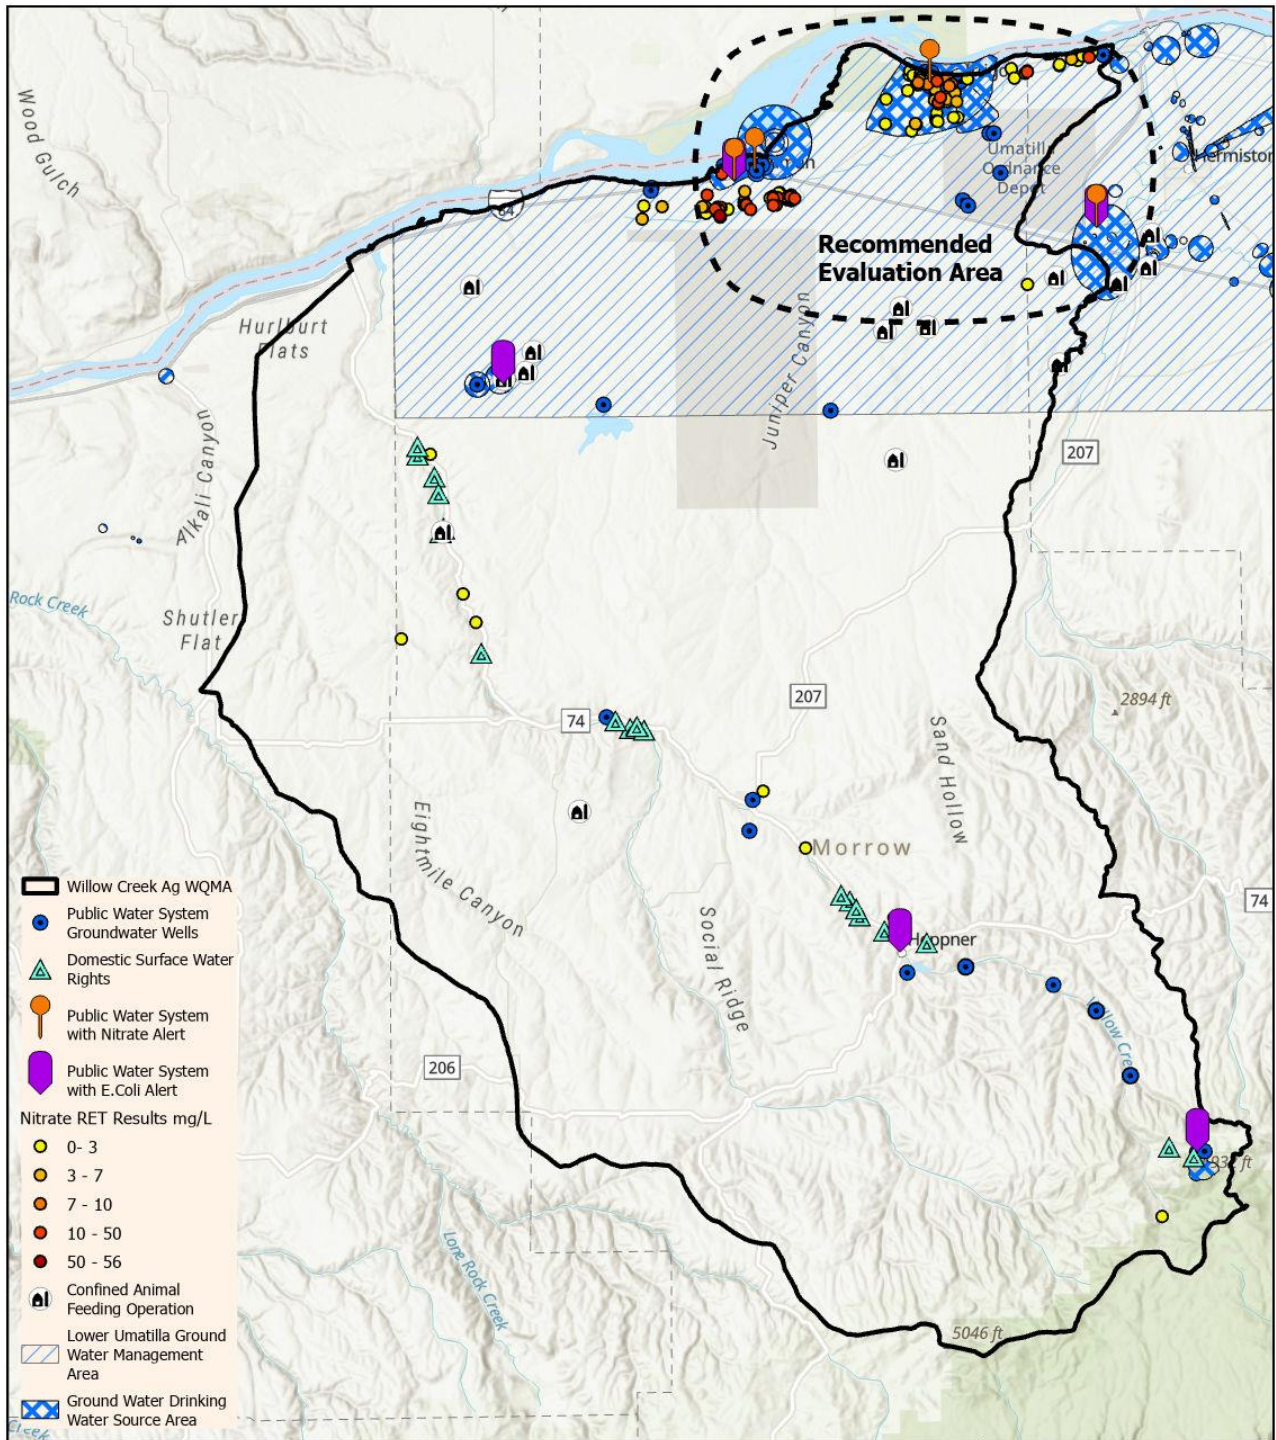 Wood Gulch
84
Umatilla
Ordnance
Depot
Hermiston
Recommended
Evaluation Area
Hurlburt
Flats
Juniper Canyon
Alkali Canyon
207
Rock Creek
Shutler
Flat
2894 ft
207
74
Sand Hollow
Eightmile Canyon
Morrow
74
Social Ridge
Heppner
Willow Creek
206
Lone Rock Creek
5046 ft
Creek
Willow Creek Ag WQMA
Public Water System
Groundwater Wells
Domestic Surface Water
Rights
Public Water System
with Nitrate Alert
Public Water System
with E.Coli Alert
Nitrate RET Results mg/L
0- 3
3 - 7
7 - 10
10 - 50
50 - 56
Confined Animal
Feeding Operation
Lower Umatilla Ground
Water Management
Area
Ground Water Drinking
Water Source Area